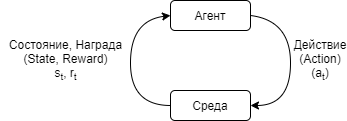 Агент
Состояние, Награда
(State, Reward)
sₜ, rₜ
Действие
(Action)
(aₜ)
Среда